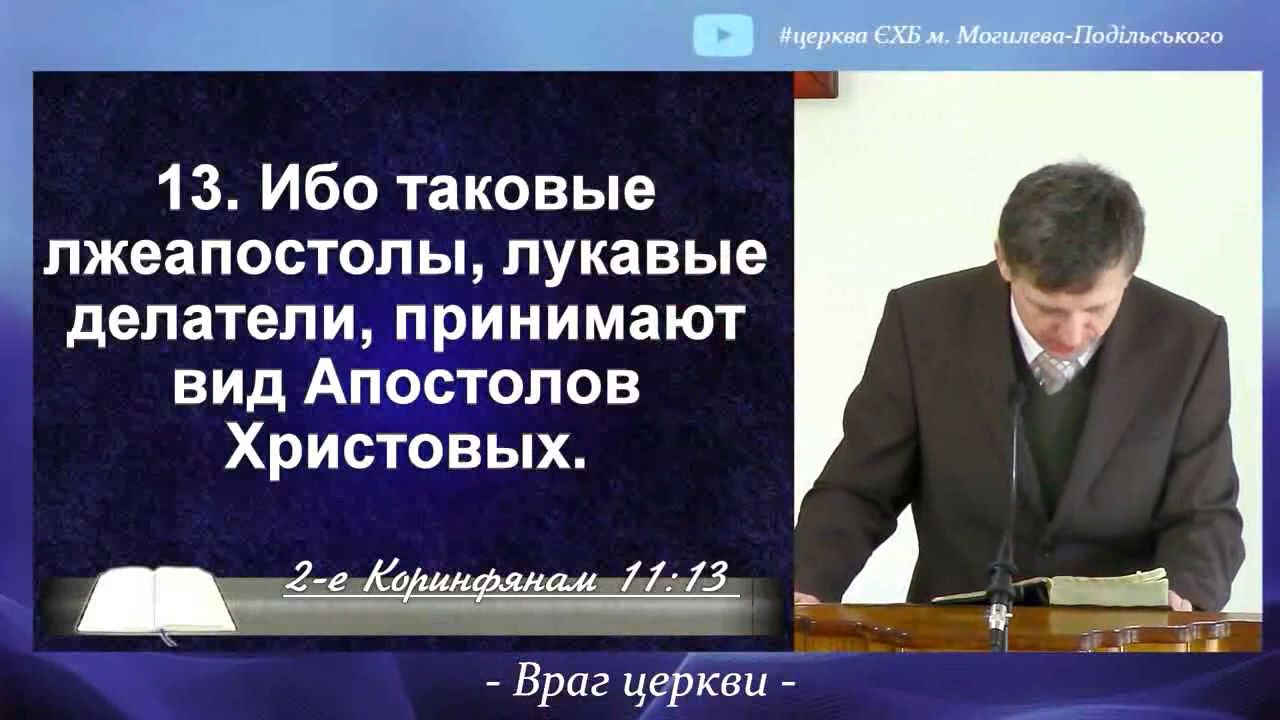 #церква ЄХБ м. Могилева-Подільського
13. Ибо таковые
лжеапостолы, лукавые
делатели, принимают
вид Апостолов
Христовых.
2-е Коринфянам 11:13
- Враг церкви -